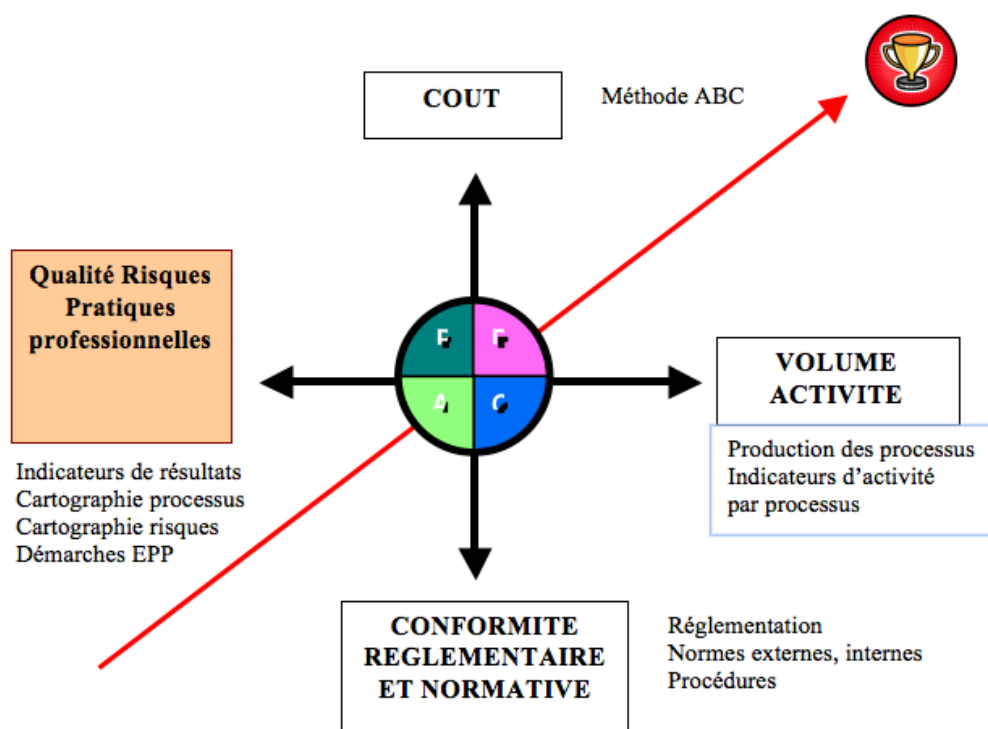 COUT
Méthode ABC
Qualité Risques
Pratiques
professionnelles
Indicateurs de résultats
Cartographie processus
Cartographie risques
Démarches EPP
VOLUME
ACTIVITE
Production des processus
Indicateurs d’activité
par processus
CONFORMITE
REGLEMENTAIRE
ET NORMATIVE
Réglementation
Normes externes, internes
Procédures